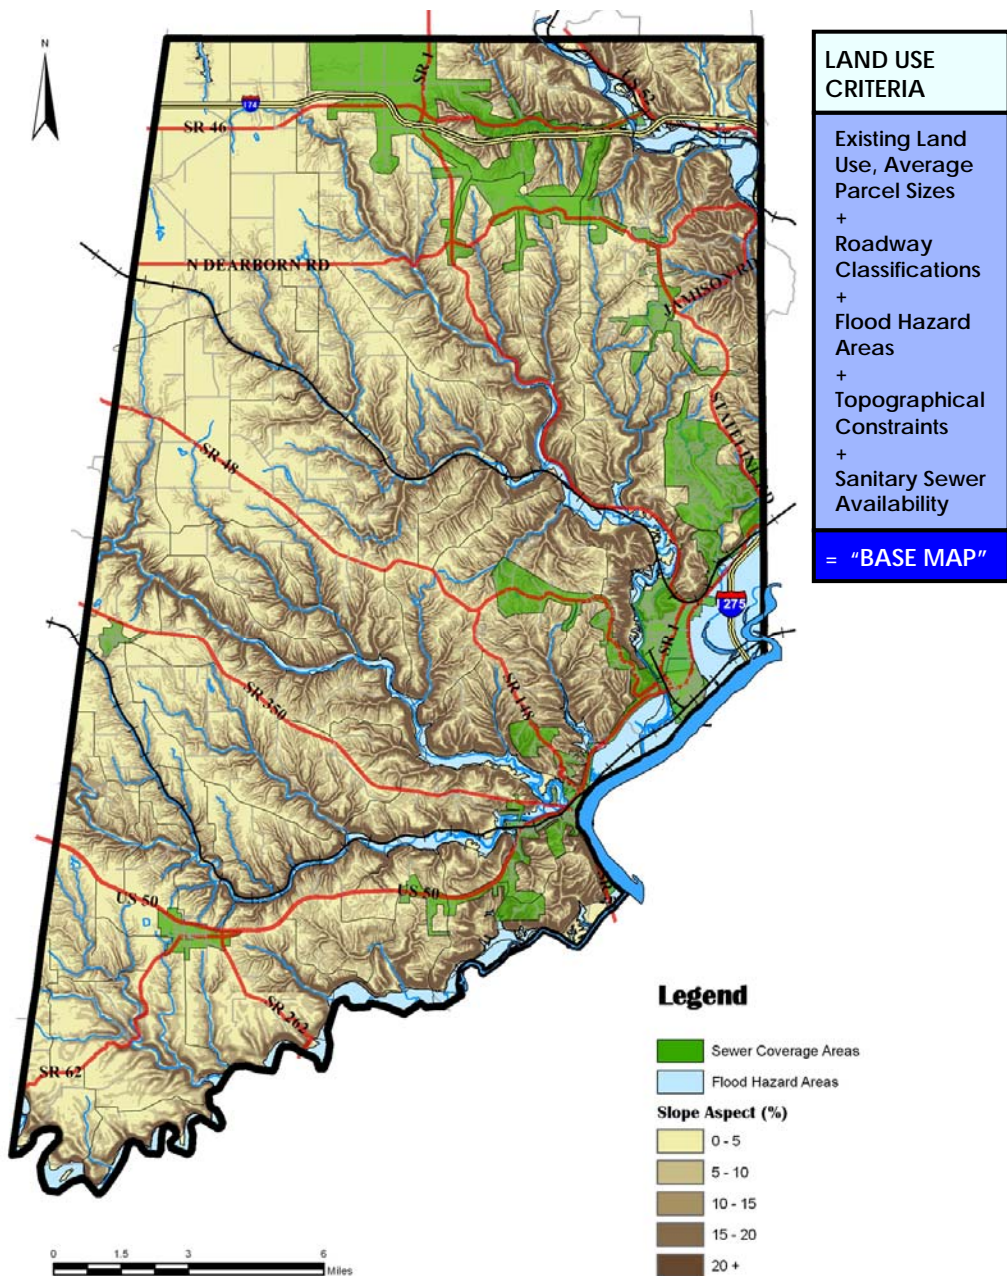 N
SR 1
US 52
174
SR 46
N DEARBORN RD
STATELINE RD
SR 48
275
SR 1
SR 350
SR 148
US 50
US 50
SR 262
SR 62
LAND USE
CRITERIA
Existing Land
Use, Average
Parcel Sizes
+
Roadway
Classifications
+
Flood Hazard
Areas
+
Topographical
Constraints
+
Sanitary Sewer
Availability
= “BASE MAP”
Legend
Sewer Coverage Areas
Flood Hazard Areas
Slope Aspect (%)
0 - 5
5 - 10
10 - 15
15 - 20
20 +
0 1.5 3 6
Miles